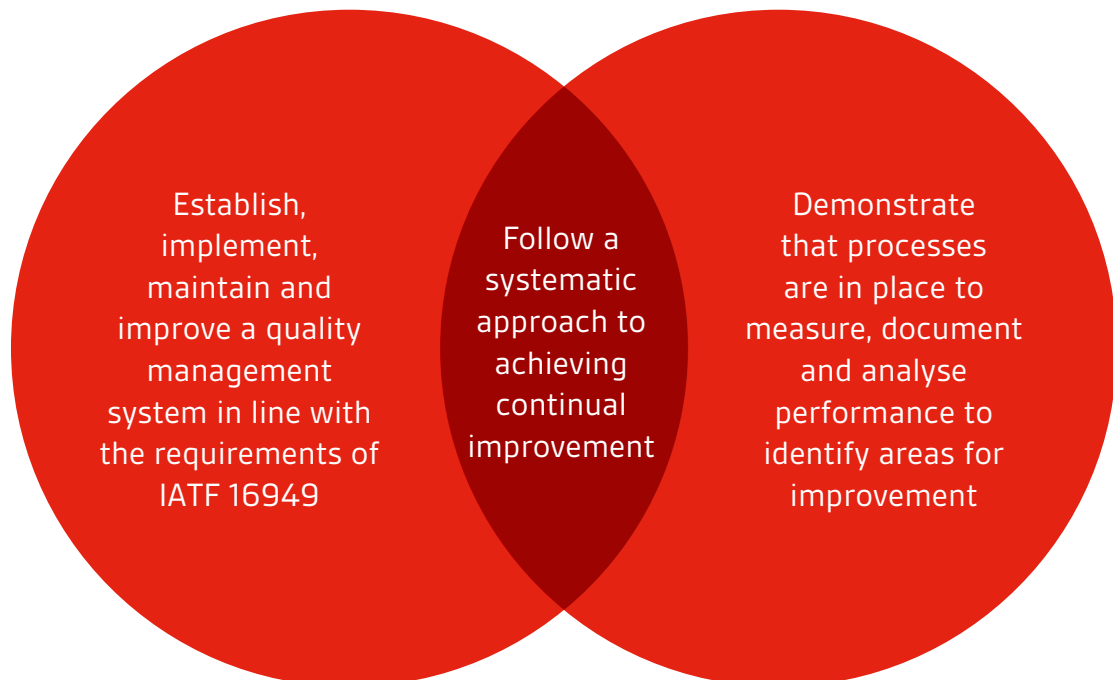 Establish,
implement,
maintain and
improve a quality
management
system in line with
the requirements of
IATF 16949
Follow a
systematic
approach to
achieving
continual
improvement
Demonstrate
that processes
are in place to
measure, document
and analyse
performance to
identify areas for
improvement